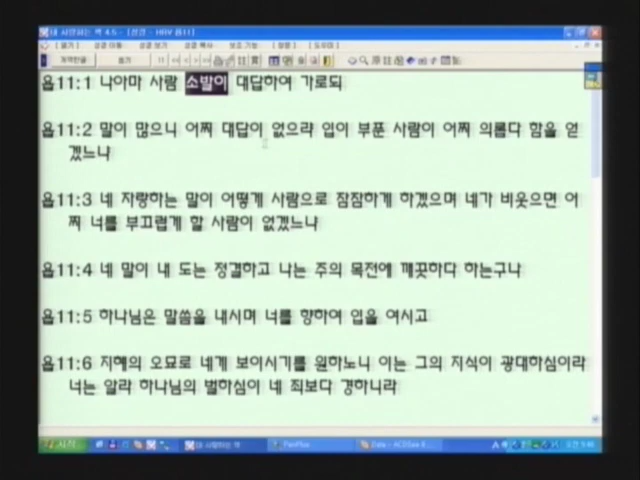 욥11:1 나아마 사람 소발이 대답하여 가로되
욥11:2 말이 많으니 어찌 대답이 없으랴 입이 부푼 사람이 어찌 의롭다 함을 얻
겠느냐
욥11:3 네 자랑하는 말이 어떻게 사람으로 잠잠하게 하겠으며 네가 비웃으면 어
찌 너를 부끄럽게 할 사람이 없겠느냐
욥11:4 네 말이 내 도는 정결하고 나는 주의 목전에 깨끗하다 하는구나
욥11:5 하나님은 말씀을 내시며 너를 향하여 입을 여시고
욥11:6 지혜의 오묘로 네게 보이시기를 원하노니 이는 그의 지식이 광대하심이라
너는 알라 하나님의 벌하심이 네 죄보다 경하니라
시작